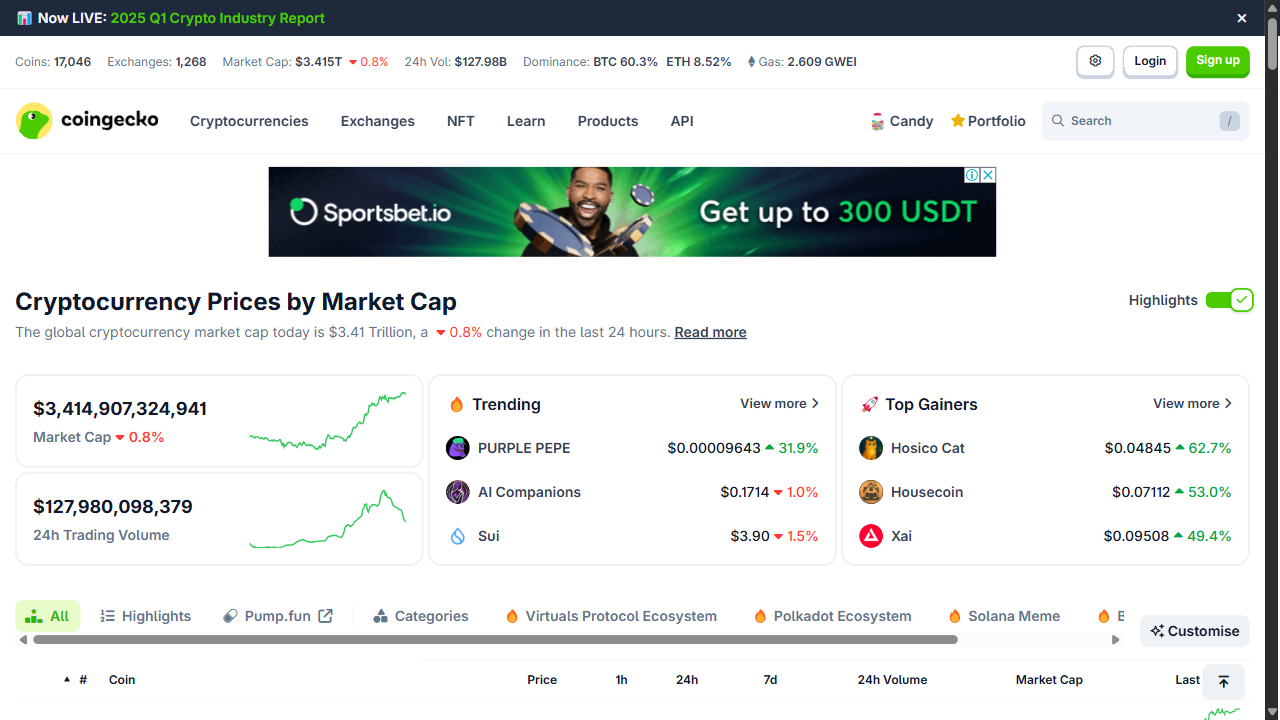 Now LIVE: 2025 Q1 Crypto Industry Report
Coins: 17,046 Exchanges: 1,268 Market Cap: $3.415T 0.8% 24h Vol: $127.98B Dominance: BTC 60.3% ETH 8.52% Gas: 2.609 GWEI
Login
Sign up
coingecko
Cryptocurrencies Exchanges NFT Learn Products API
Candy Portfolio
Search /
Sportsbet.io
Get up to 300 USDT
Cryptocurrency Prices by Market Cap
Highlights
The global cryptocurrency market cap today is $3.41 Trillion, a 0.8% change in the last 24 hours. Read more
$3,414,907,324,941
Market Cap 0.8%
$127,980,098,379
24h Trading Volume
Trending View more
PURPLE PEPE $0.00009643 31.9%
AI Companions $0.1714 1.0%
Sui $3.90 1.5%
Top Gainers View more
Hosico Cat $0.04845 62.7%
Housecoin $0.07112 53.0%
Xai $0.09508 49.4%
All Highlights Pump.fun Categories Virtuals Protocol Ecosystem Polkadot Ecosystem Solana Meme
Customise
# Coin Price 1h 24h 7d 24h Volume Market Cap Last